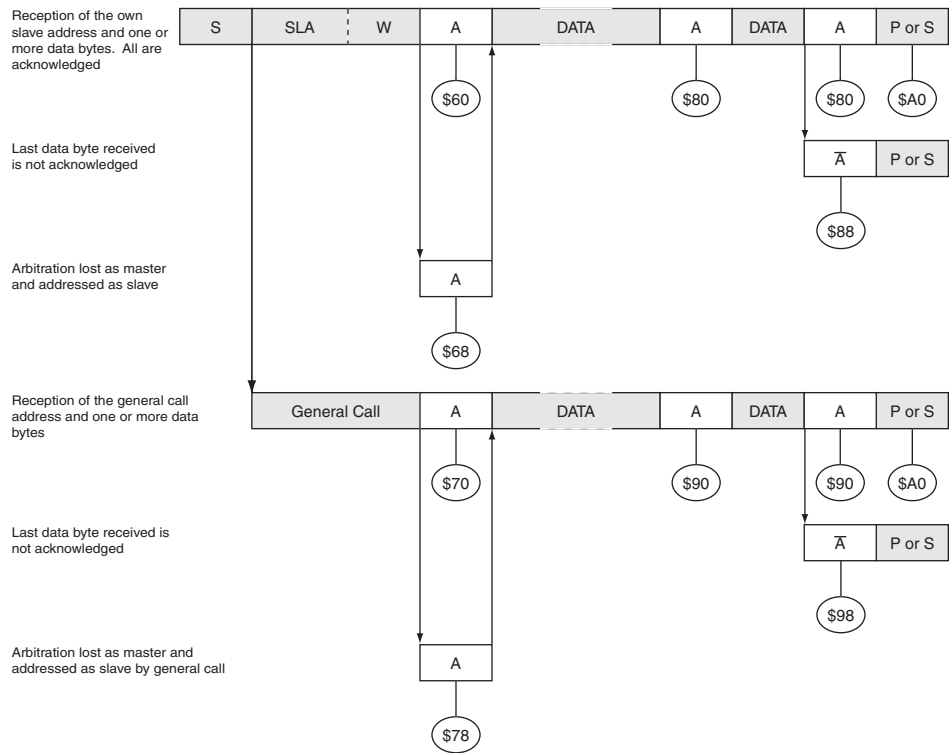 Reception of the own
slave address and one or
more data bytes. All are
acknowledged
S SLA W A DATA A DATA A P or S
$60 $80 $80 $A0
Last data byte received
is not acknowledged
A̅ P or S
$88
Arbitration lost as master
and addressed as slave
A
$68
Reception of the general call
address and one or more data
bytes
General Call A DATA A DATA A P or S
$70 $90 $90 $A0
Last data byte received is
not acknowledged
A̅ P or S
$98
Arbitration lost as master and
addressed as slave by general call
A
$78